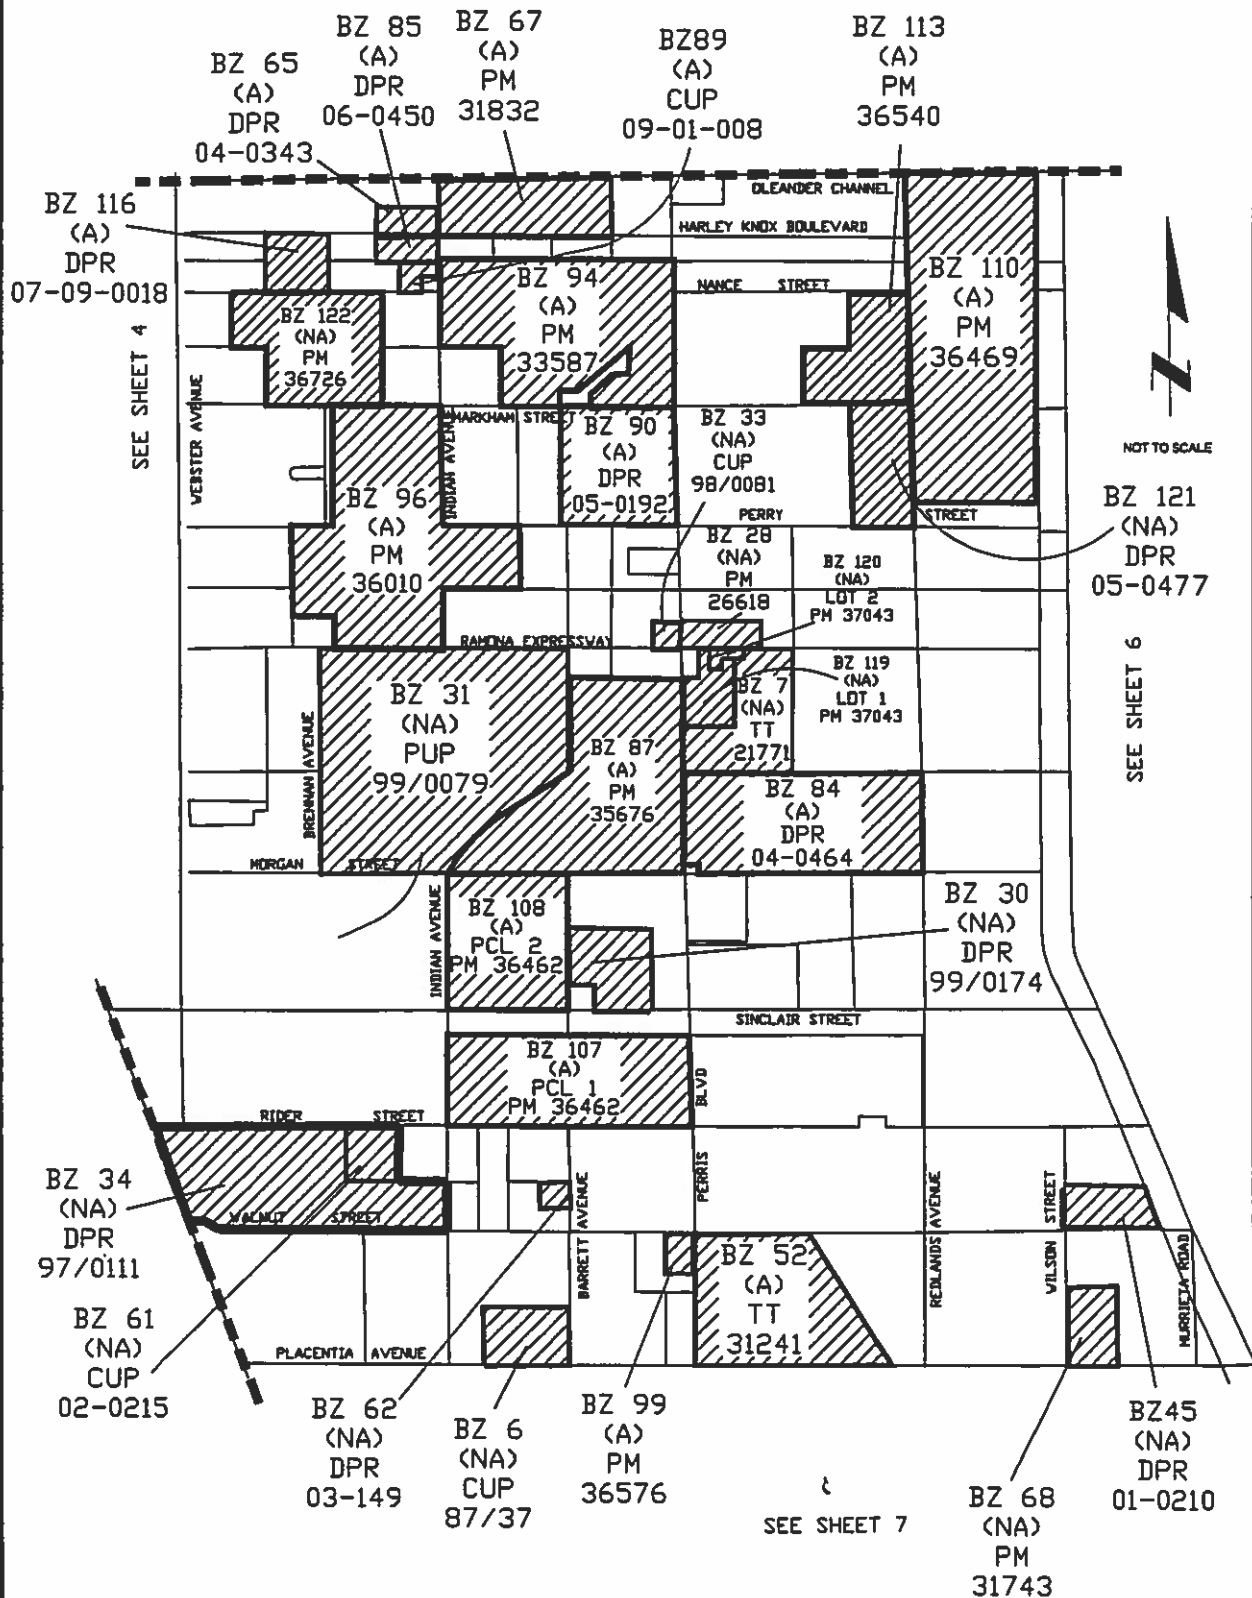 BZ 65
(A)
DPR
04-0343
BZ 85
(A)
DPR
06-0450
BZ 67
(A)
PM
31832
BZ89
(A)
CUP
09-01-008
BZ 113
(A)
PM
36540
OLEANDER CHANNEL
BZ 116
(A)
DPR
07-09-0018
HARLEY KNOX BOULEVARD
BZ 94
(A)
PM
33587
NANCE STREET
BZ 110
(A)
PM
36469
BZ 122
(NA)
PM
36726
SEE SHEET 4
WEBSTER AVENUE
INDIAN AVENUE
MARKHAM STREET
BZ 90
(A)
DPR
05-0192
BZ 33
(NA)
CUP
98/0081
N
NOT TO SCALE
BZ 96
(A)
PM
36010
PERRY STREET
BZ 121
(NA)
DPR
05-0477
BZ 28
(NA)
PM
26618
BZ 120
(NA)
LOT 2
PM 37043
RAMONA EXPRESSWAY
BZ 31
(NA)
PUP
99/0079
BZ 7
(NA)
TT
21771
BZ 119
(NA)
LOT 1
PM 37043
SEE SHEET 6
BRENNAN AVENUE
BZ 87
(A)
PM
35676
BZ 84
(A)
DPR
04-0464
MORGAN STREET
INDIAN AVENUE
BZ 108
(A)
PCL 2
PM 36462
BZ 30
(NA)
DPR
99/0174
SINCLAIR STREET
BZ 107
(A)
PCL 1
PM 36462
PERRIS BLVD
RIDER STREET
BZ 34
(NA)
DPR
97/0111
WALNUT STREET
BARRETT AVENUE
REDLANDS AVENUE
WILSON STREET
MURRIETA ROAD
BZ 52
(A)
TT
31241
BZ 61
(NA)
CUP
02-0215
PLACENTIA AVENUE
BZ 62
(NA)
DPR
03-149
BZ 6
(NA)
CUP
87/37
BZ 99
(A)
PM
36576
BZ 68
(NA)
PM
31743
BZ45
(NA)
DPR
01-0210
SEE SHEET 7